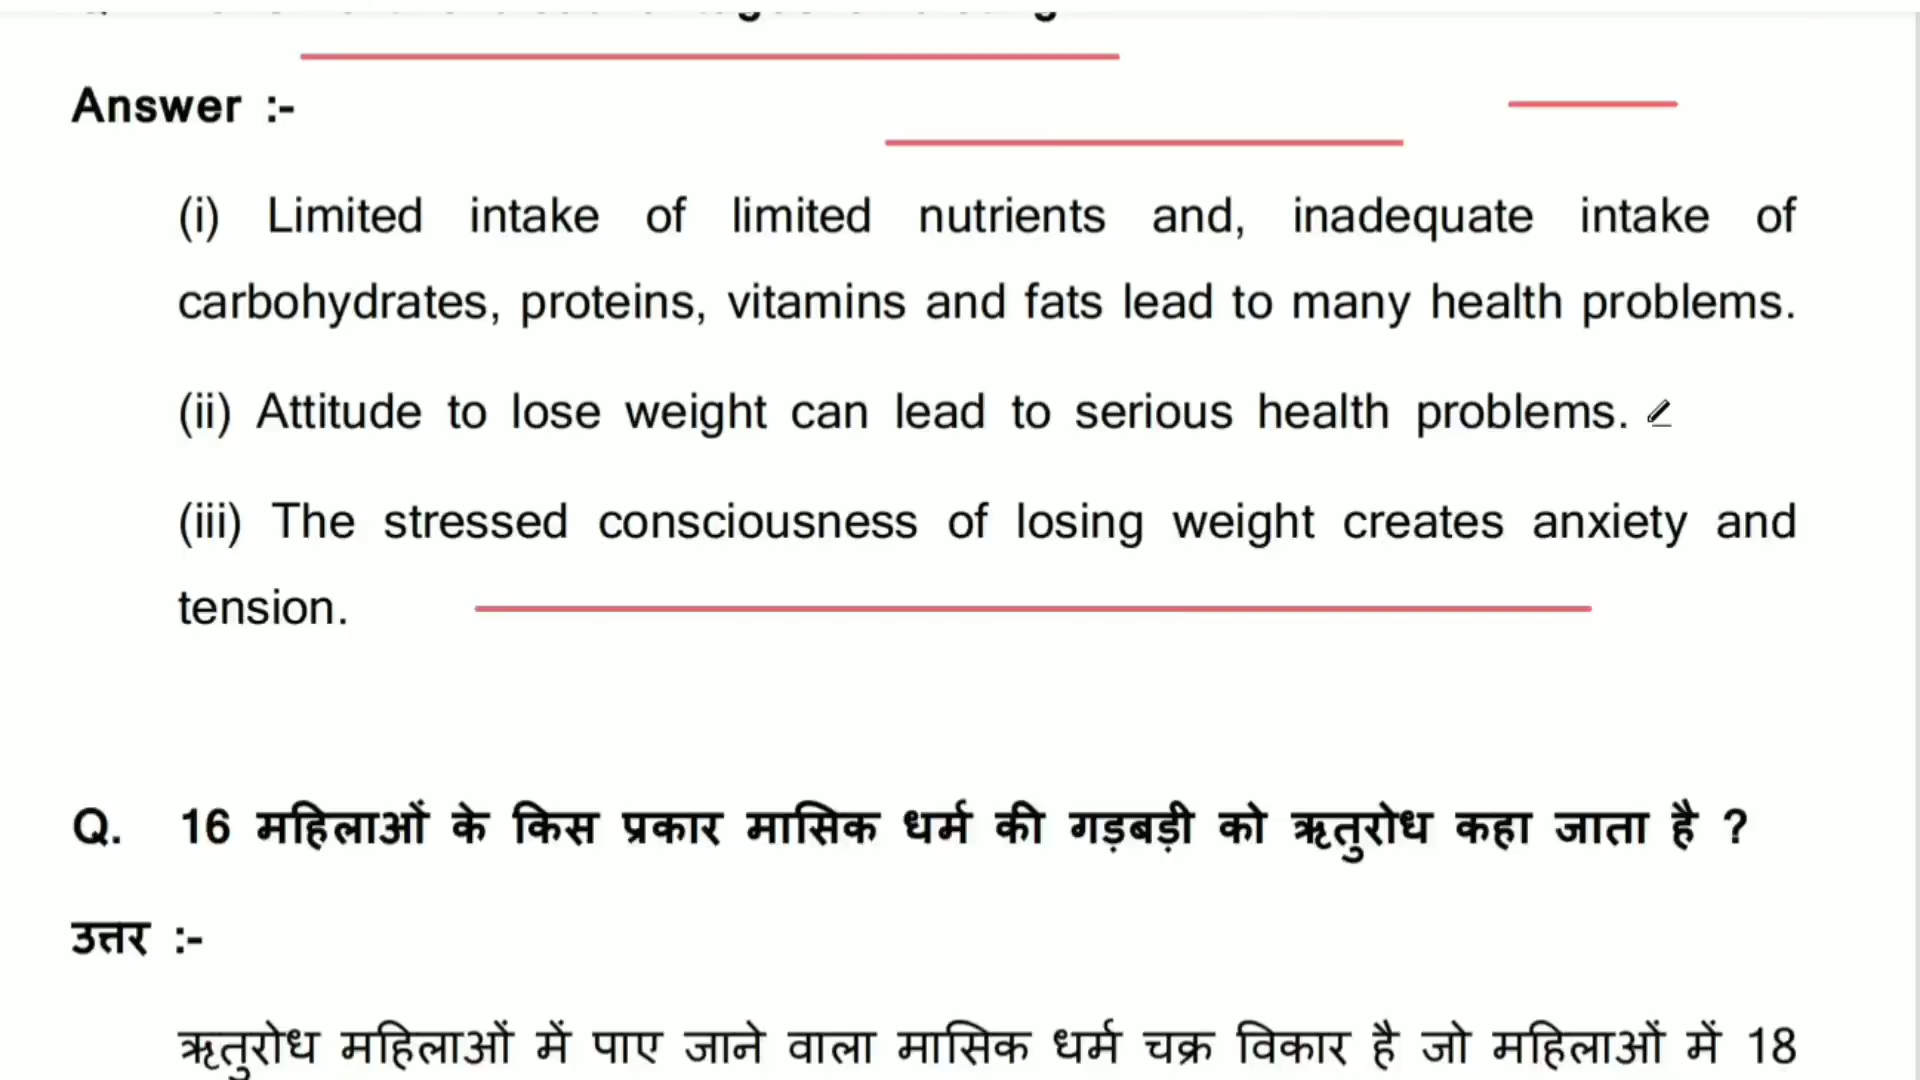 Answer :-
(i) Limited intake of limited nutrients and, inadequate intake of
carbohydrates, proteins, vitamins and fats lead to many health problems.
(ii) Attitude to lose weight can lead to serious health problems.
(iii) The stressed consciousness of losing weight creates anxiety and
tension.
Q. 16 महिलाओं के किस प्रकार मासिक धर्म की गड़बड़ी को ऋतुरोध कहा जाता है ?
उत्तर :-
ऋतुरोध महिलाओं में पाए जाने वाला मासिक धर्म चक्र विकार है जो महिलाओं में 18